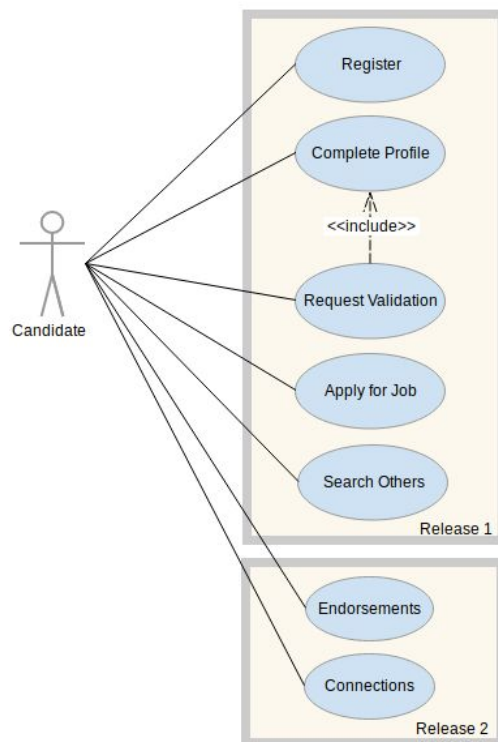 Register
Complete Profile
<<include>>
Candidate
Request Validation
Apply for Job
Search Others
Release 1
Endorsements
Connections
Release 2